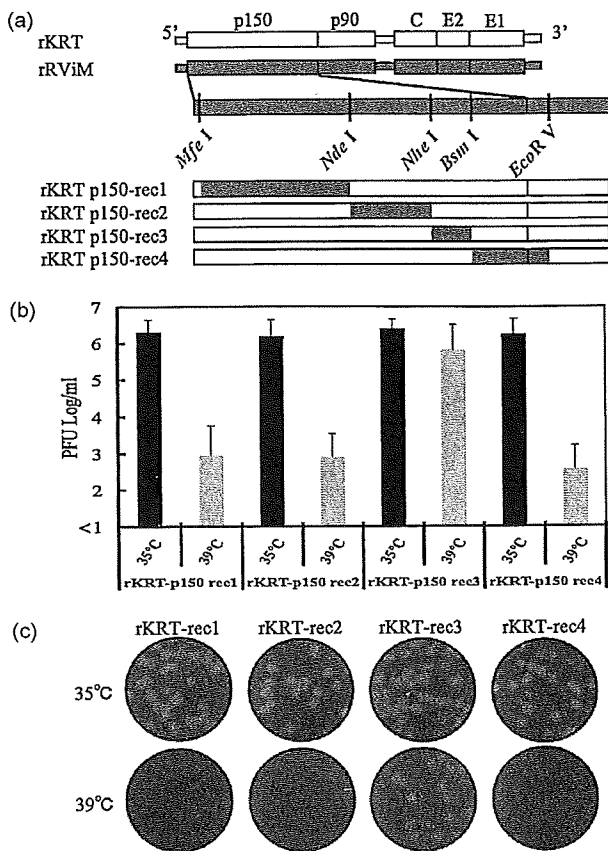 (a)
p150 p90 C E2 E1
5' 3'
rKRT
rRViM
Mfe I Nde I Nhe I Bsm I EcoR V
rKRT p150-rec1
rKRT p150-rec2
rKRT p150-rec3
rKRT p150-rec4
(b)
PFU Log/ml
7
6
5
4
3
2
<1
35°C 39°C 35°C 39°C 35°C 39°C 35°C 39°C
rKRT-p150 rec1 rKRT-p150 rec2 rKRT-p150 rec3 rKRT-p150 rec4
(c)
rKRT-rec1 rKRT-rec2 rKRT-rec3 rKRT-rec4
35°C
39°C